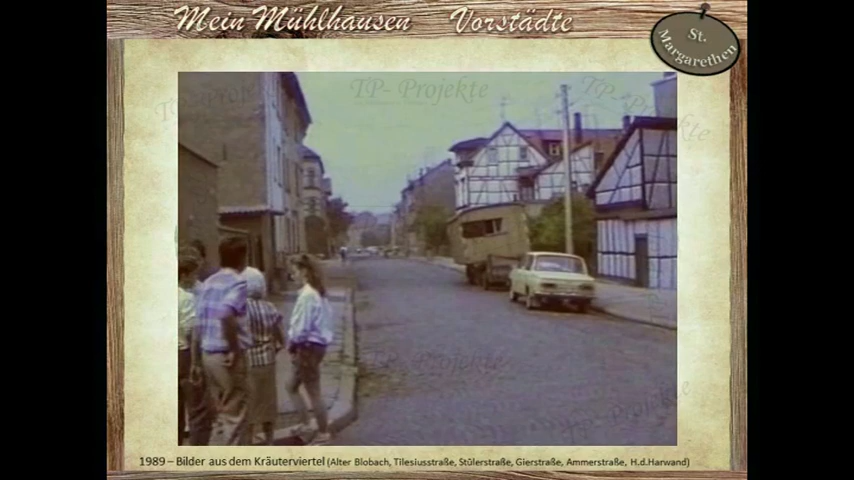 Mein Mühlhausen Vorstädte
St.
Margarethen
TP- Projekte
TP- Projekte
TP- Projekte
TP- Projekte
Projekte
1989 – Bilder aus dem Kräuterviertel (Alter Blobach, Tilesiusstraße, Stülerstraße, Gierstraße, Ammerstraße, H.d.Harwand)